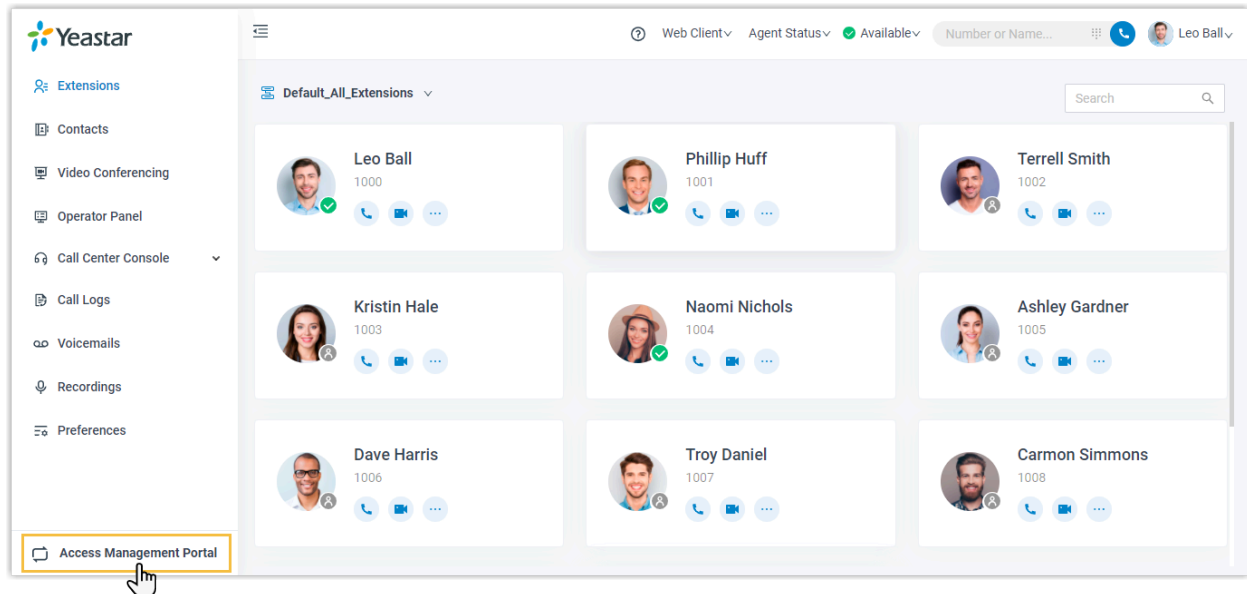 Yeastar
Web Client Agent Status Available Number or Name... Leo Ball
Extensions
Contacts
Video Conferencing
Operator Panel
Call Center Console
Call Logs
Voicemails
Recordings
Preferences
Access Management Portal
Default_All_Extensions
Search
Leo Ball
1000
Phillip Huff
1001
Terrell Smith
1002
Kristin Hale
1003
Naomi Nichols
1004
Ashley Gardner
1005
Dave Harris
1006
Troy Daniel
1007
Carmon Simmons
1008